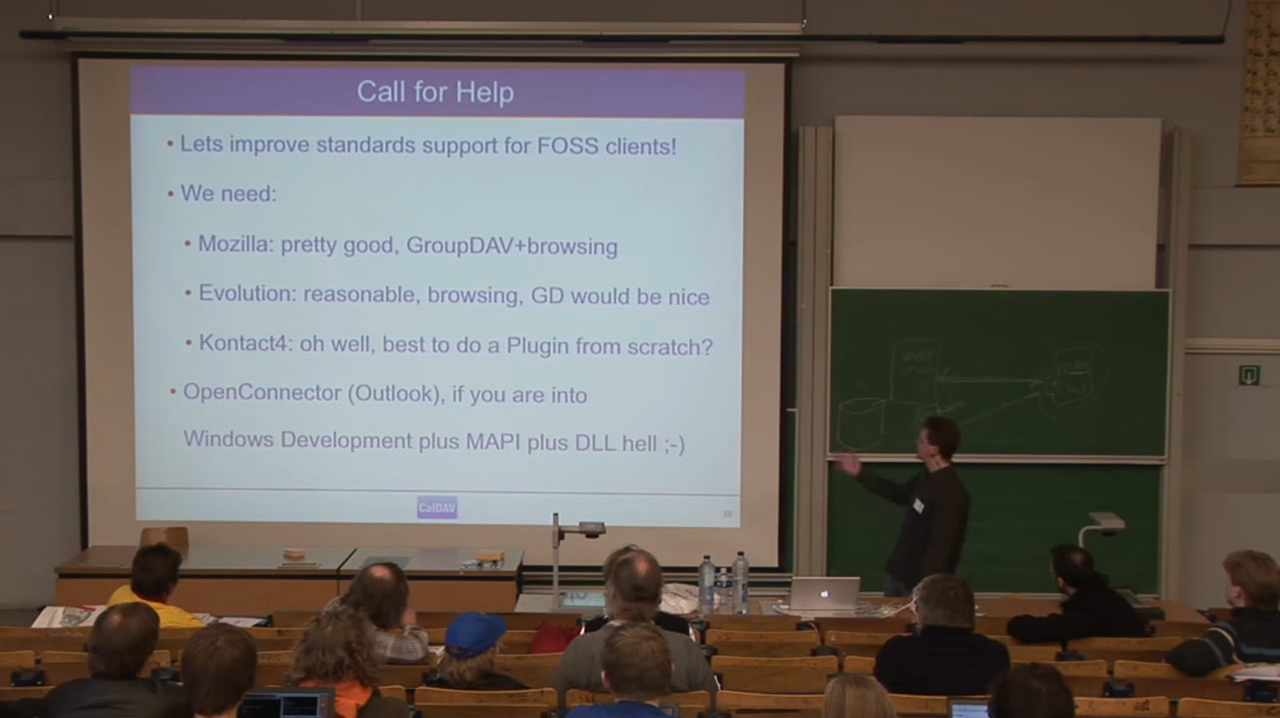 Call for Help
• Lets improve standards support for FOSS clients!
• We need:
• Mozilla: pretty good, GroupDAV+browsing
• Evolution: reasonable, browsing, GD would be nice
• Kontact4: oh well, best to do a Plugin from scratch?
• OpenConnector (Outlook), if you are into
Windows Development plus MAPI plus DLL hell ;-)
CalDAV